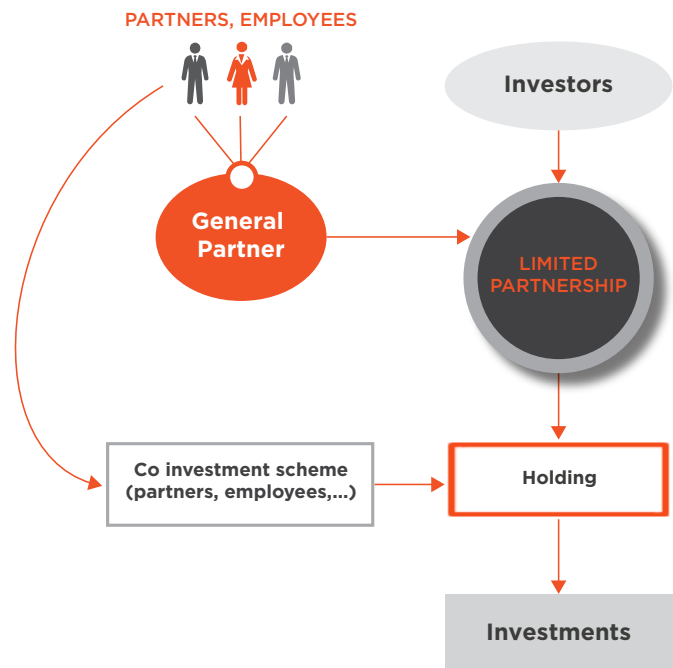 PARTNERS, EMPLOYEES
Investors
General
Partner
LIMITED
PARTNERSHIP
Co investment scheme
(partners, employees,...)
Holding
Investments